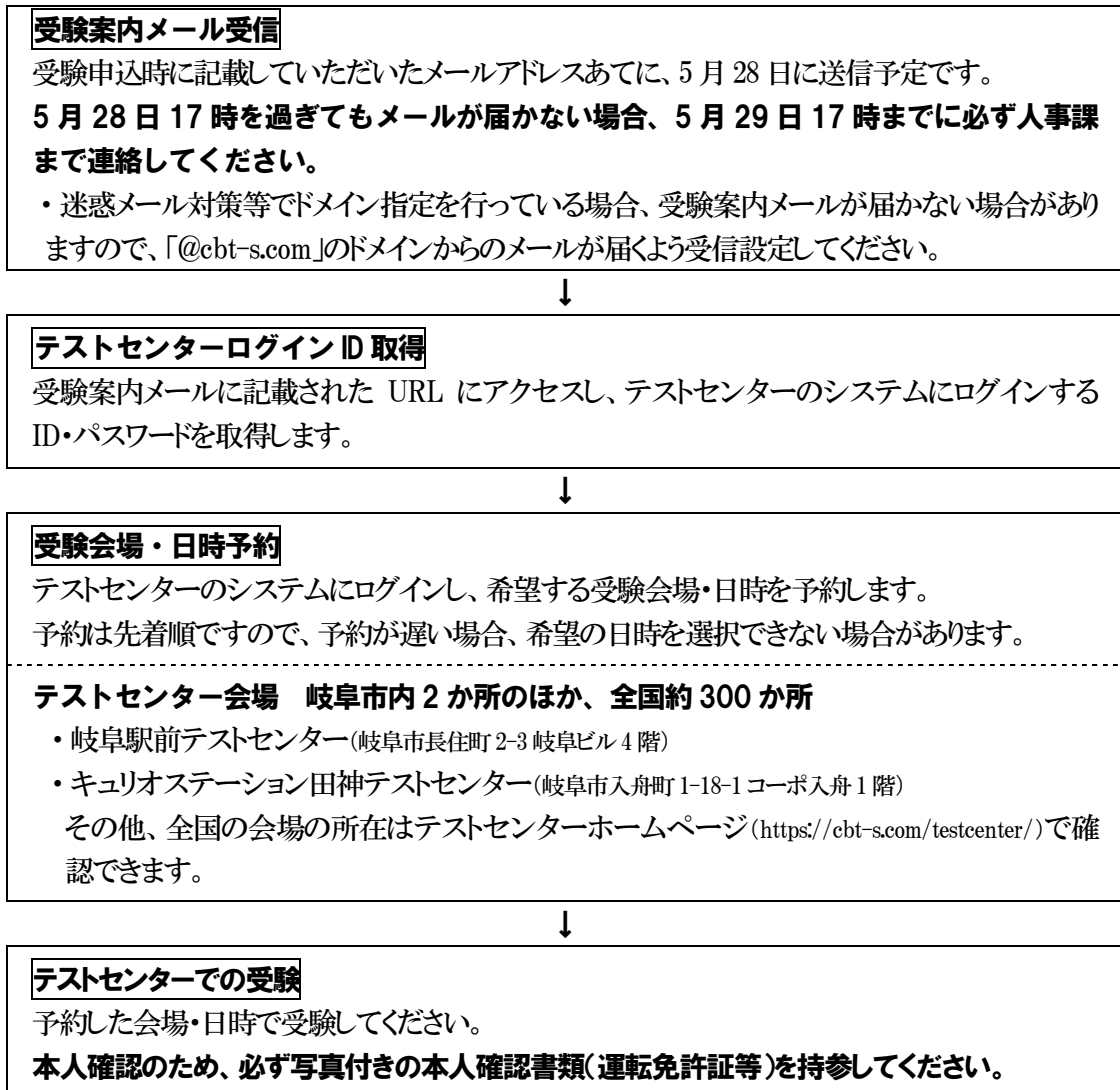 受験案内メール受信
受験申込時に記載していただいたメールアドレスあてに、5月28日に送信予定です。
5月28日17時を過ぎてもメールが届かない場合、5月29日17時までに必ず人事課
まで連絡してください。
・迷惑メール対策等でドメイン指定を行っている場合、受験案内メールが届かない場合があり
ますので、「@cbt-s.com」のドメインからのメールが届くよう受信設定してください。
↓
テストセンターログインID取得
受験案内メールに記載された URL にアクセスし、テストセンターのシステムにログインする
ID・パスワードを取得します。
↓
受験会場・日時予約
テストセンターのシステムにログインし、希望する受験会場・日時を予約します。
予約は先着順ですので、予約が遅い場合、希望の日時を選択できない場合があります。
テストセンター会場　岐阜市内2か所のほか、全国約300か所
・岐阜駅前テストセンター(岐阜市長住町2-3岐阜ビル4階)
・キュリオステーション田神テストセンター(岐阜市入舟町1-18-1コーポ入舟1階)
その他、全国の会場の所在はテストセンターホームページ(https://cbt-s.com/testcenter/)で確
認できます。
↓
テストセンターでの受験
予約した会場・日時で受験してください。
本人確認のため、必ず写真付きの本人確認書類(運転免許証等)を持参してください。